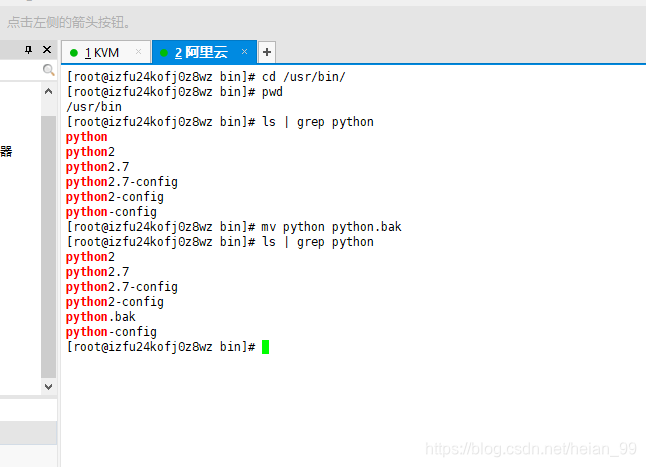 点击左侧的箭头按钮。
1 KVM
2 阿里云
器
[root@izfu24kofj0z8wz bin]# cd /usr/bin/
[root@izfu24kofj0z8wz bin]# pwd
/usr/bin
[root@izfu24kofj0z8wz bin]# ls | grep python
python
python2
python2.7
python2.7-config
python2-config
python-config
[root@izfu24kofj0z8wz bin]# mv python python.bak
[root@izfu24kofj0z8wz bin]# ls | grep python
python2
python2.7
python2.7-config
python2-config
python.bak
python-config
[root@izfu24kofj0z8wz bin]#
https://blog.csdn.net/heian_99